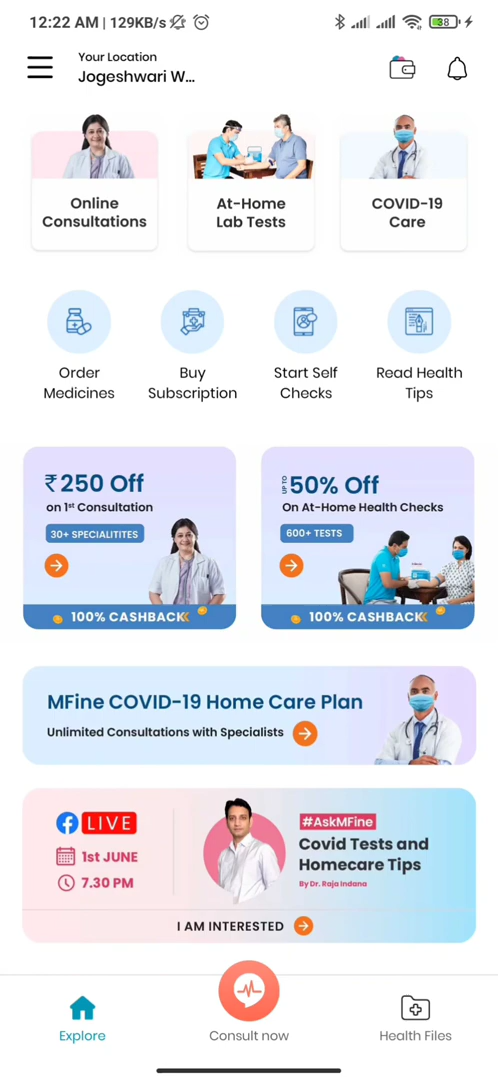 12:22 AM | 129KB/s
38
Your Location
Jogeshwari W...
Online
Consultations
At-Home
Lab Tests
COVID-19
Care
Order
Medicines
Buy
Subscription
Start Self
Checks
Read Health
Tips
₹250 Off
on 1st Consultation
30+ SPECIALITITES
100% CASHBACK
UP TO
50% Off
On At-Home Health Checks
600+ TESTS
100% CASHBACK
MFine COVID-19 Home Care Plan
Unlimited Consultations with Specialists
LIVE
1st JUNE
7.30 PM
#AskMFine
Covid Tests and
Homecare Tips
By Dr. Raja Indana
I AM INTERESTED
Explore
Consult now
Health Files